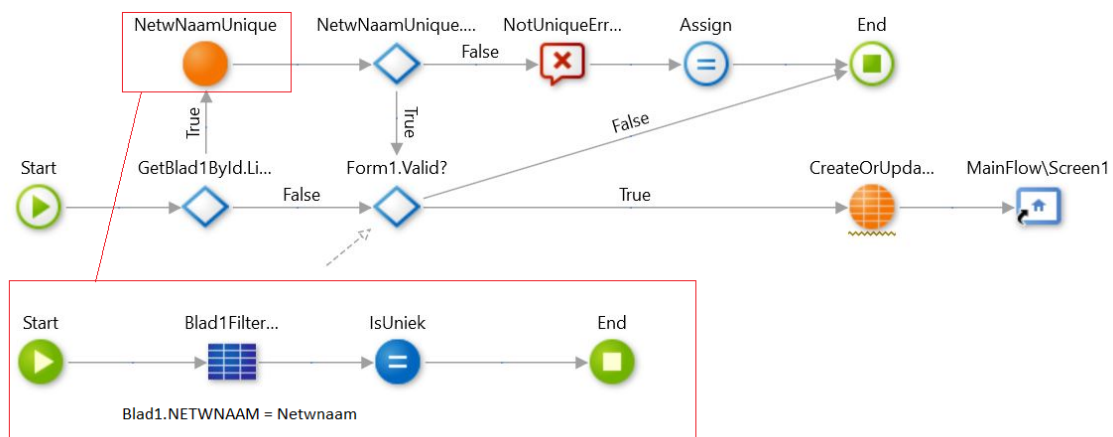 NetwNaamUnique
NetwNaamUnique....
False
NotUniqueErr...
Assign
End
True
True
False
Start
GetBlad1ById.Li...
False
Form1.Valid?
True
CreateOrUpda...
MainFlow\Screen1
Start
Blad1Filter...
IsUniek
End
Blad1.NETWNAAM = Netwnaam